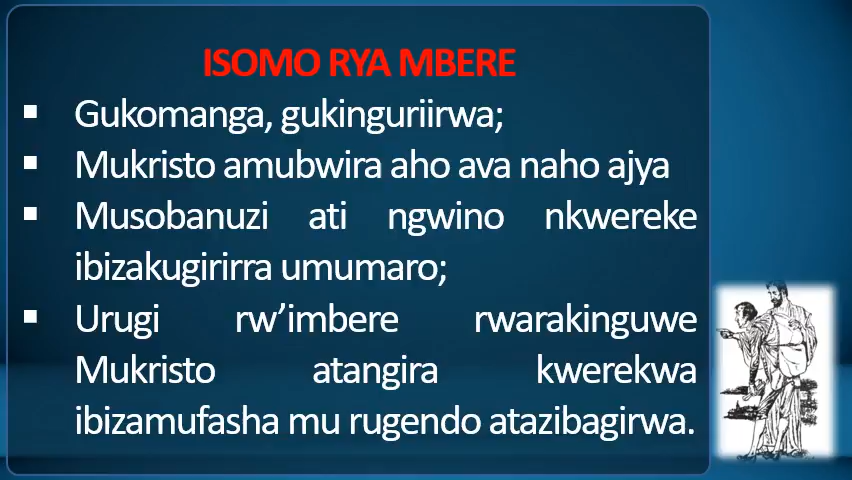 ISOMO RYA MBERE
▪ Gukomanga, gukinguriirwa;
▪ Mukristo amubwira aho ava naho ajya
▪ Musobanuzi ati ngwino nkwereke
ibizakugirirra umumaro;
▪ Urugi rw’imbere rwarakinguwe
Mukristo atangira kwerekwa
ibizamufasha mu rugendo atazibagirwa.